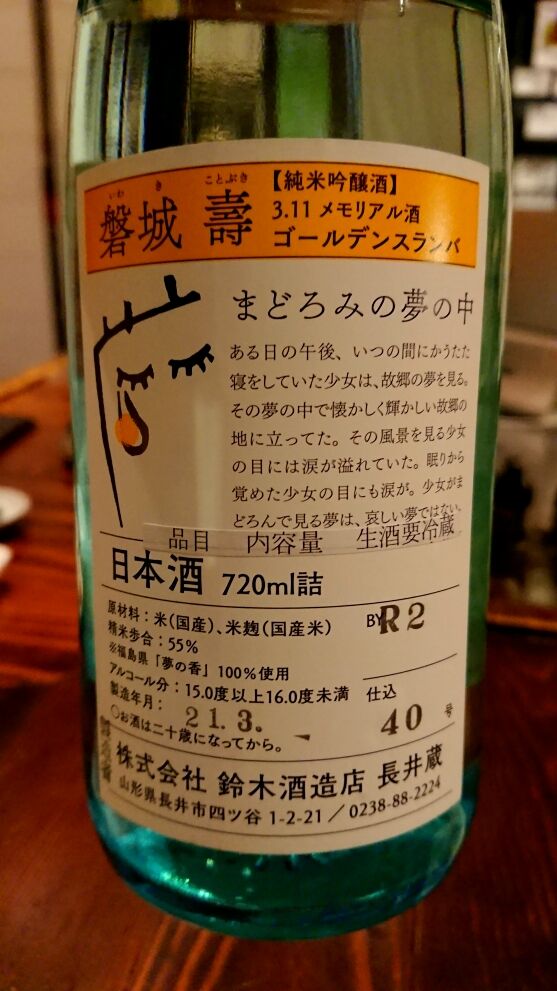 いわ き ことぶき
磐城 壽
【純米吟醸酒】
3.11 メモリアル酒
ゴールデンスランバ
まどろみの夢の中
ある日の午後、いつの間にかうたた
寝をしていた少女は、故郷の夢を見る。
その夢の中で懐かしく輝かしい故郷の
地に立ってた。その風景を見る少女
の目には涙が溢れていた。眠りから
覚めた少女の目にも涙が。少女がま
どろんで見る夢は、哀しい夢ではない。
品目 内容量 生酒要冷蔵
日本酒 720ml詰
原材料:米(国産)、米麹(国産米)
精米歩合:55%
※福島県「夢の香」100%使用
アルコール分:15.0度以上16.0度未満
製造年月: 21.3.
○お酒は二十歳になってから。
BY R2
仕込 40 号
製造者
株式会社 鈴木酒造店 長井蔵
山形県長井市四ツ谷1-2-21/0238-88-2224